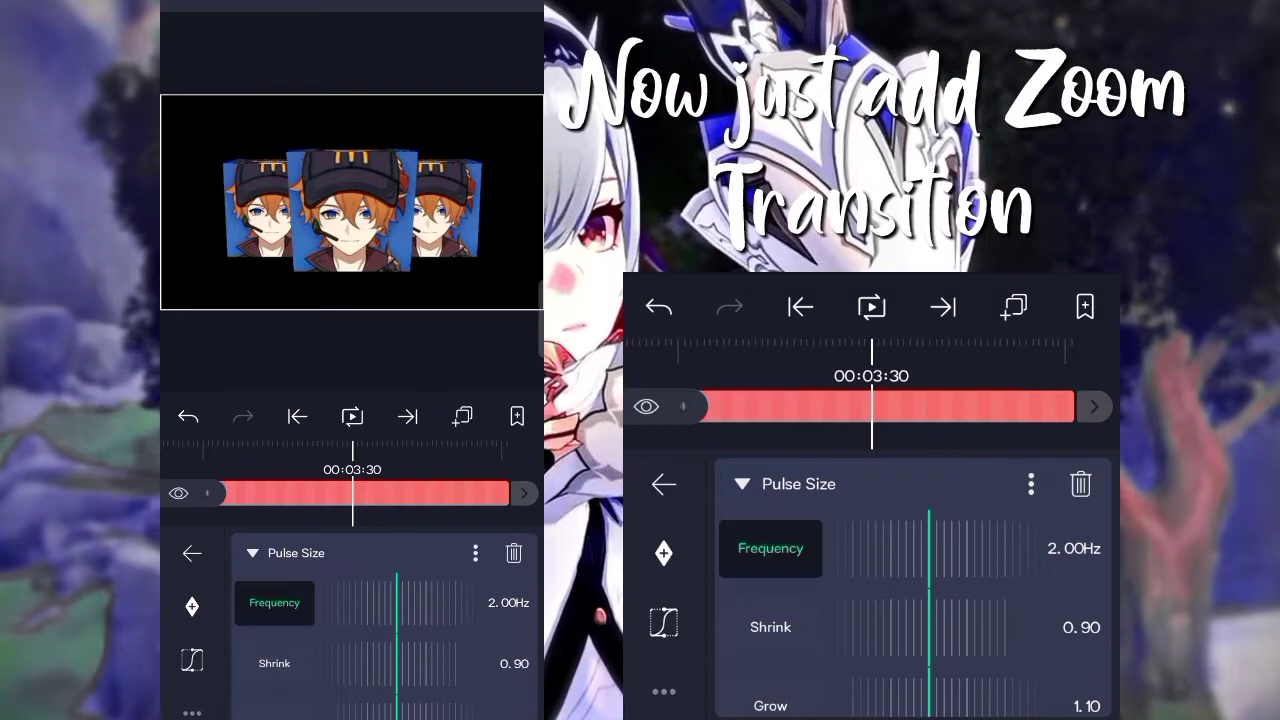 Now just add Zoom
Transition
00:03:30
Pulse Size
Frequency
2.00Hz
Shrink
0.90
00:03:30
Pulse Size
Frequency
2.00Hz
Shrink
0.90
Grow
1.10